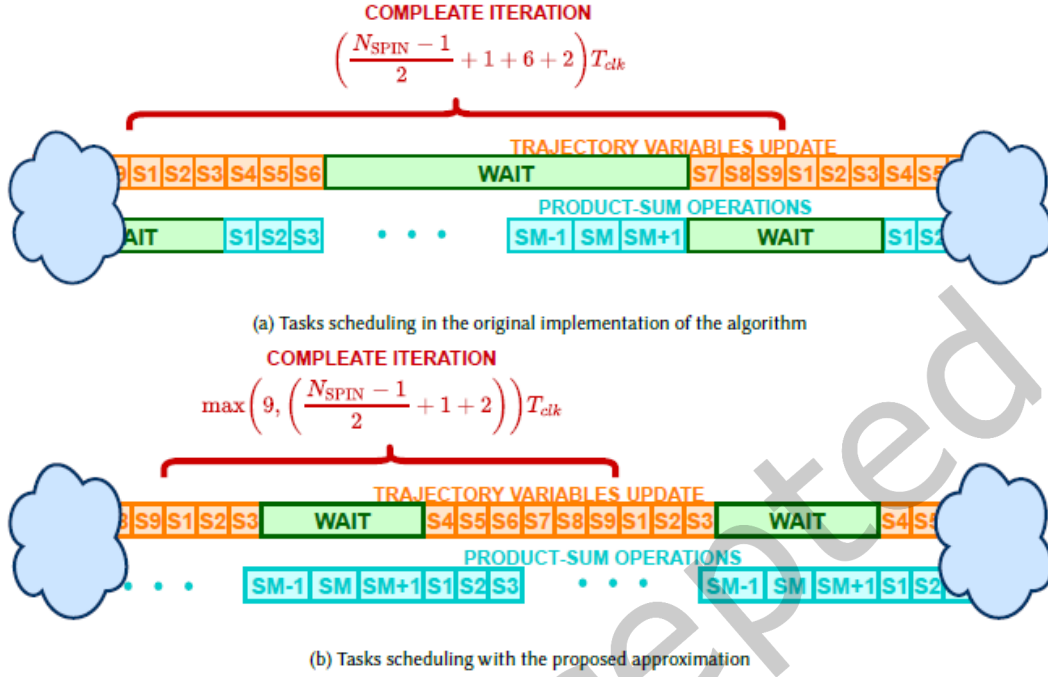 COMPLEATE ITERATION
(N_SPIN − 1 / 2 + 1 + 6 + 2) T_clk
TRAJECTORY VARIABLES UPDATE
9 S1 S2 S3 S4 S5 S6 WAIT S7 S8 S9 S1 S2 S3 S4 S5
PRODUCT-SUM OPERATIONS
AIT S1 S2 S3 • • • SM-1 SM SM+1 WAIT S1 S2
(a) Tasks scheduling in the original implementation of the algorithm
COMPLEATE ITERATION
max(9, (N_SPIN − 1 / 2 + 1 + 2)) T_clk
TRAJECTORY VARIABLES UPDATE
8 S9 S1 S2 S3 WAIT S4 S5 S6 S7 S8 S9 S1 S2 S3 WAIT S4 S5
PRODUCT-SUM OPERATIONS
• • • SM-1 SM SM+1 S1 S2 S3 • • • SM-1 SM SM+1 S1 S2
(b) Tasks scheduling with the proposed approximation
epted